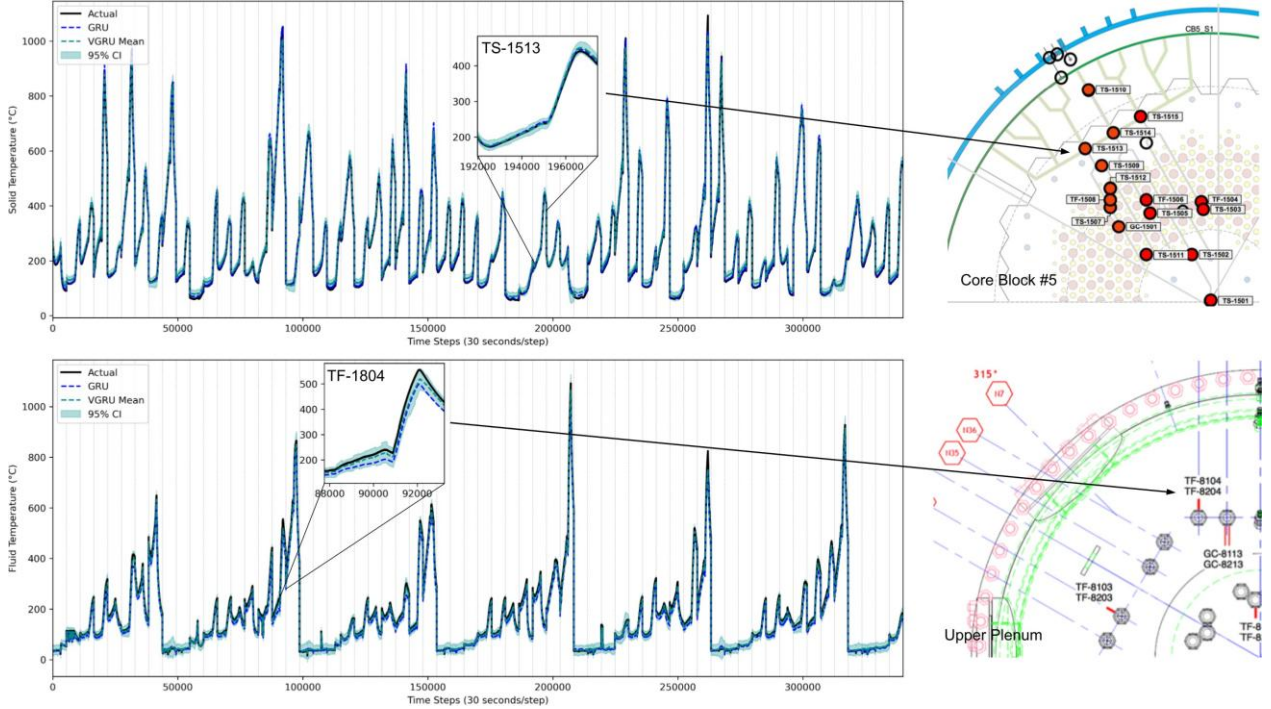 Actual
GRU
VGRU Mean
95% CI
TS-1513
400
300
200
192000 194000 196000
1000
800
600
400
200
0
Solid Temperature (°C)
0 50000 100000 150000 200000 250000 300000
Time Steps (30 seconds/step)
CB5_S1
TS-1510
TS-1515
TS-1514
TS-1513
TS-1509
TS-1512
TF-1508
TF-1506
TF-1504
TS-1507
TS-1505
TS-1503
GC-1501
TS-1511
TS-1502
Core Block #5
TS-1501
Actual
GRU
VGRU Mean
95% CI
TF-1804
500
400
300
200
88000 90000 92000
1000
800
600
400
200
0
Fluid Temperature (°C)
0 50000 100000 150000 200000 250000 300000
Time Steps (30 seconds/step)
315°
N7
N36
N35
TF-8104
TF-8204
GC-8113
GC-8213
TF-8103
TF-8203
Upper Plenum